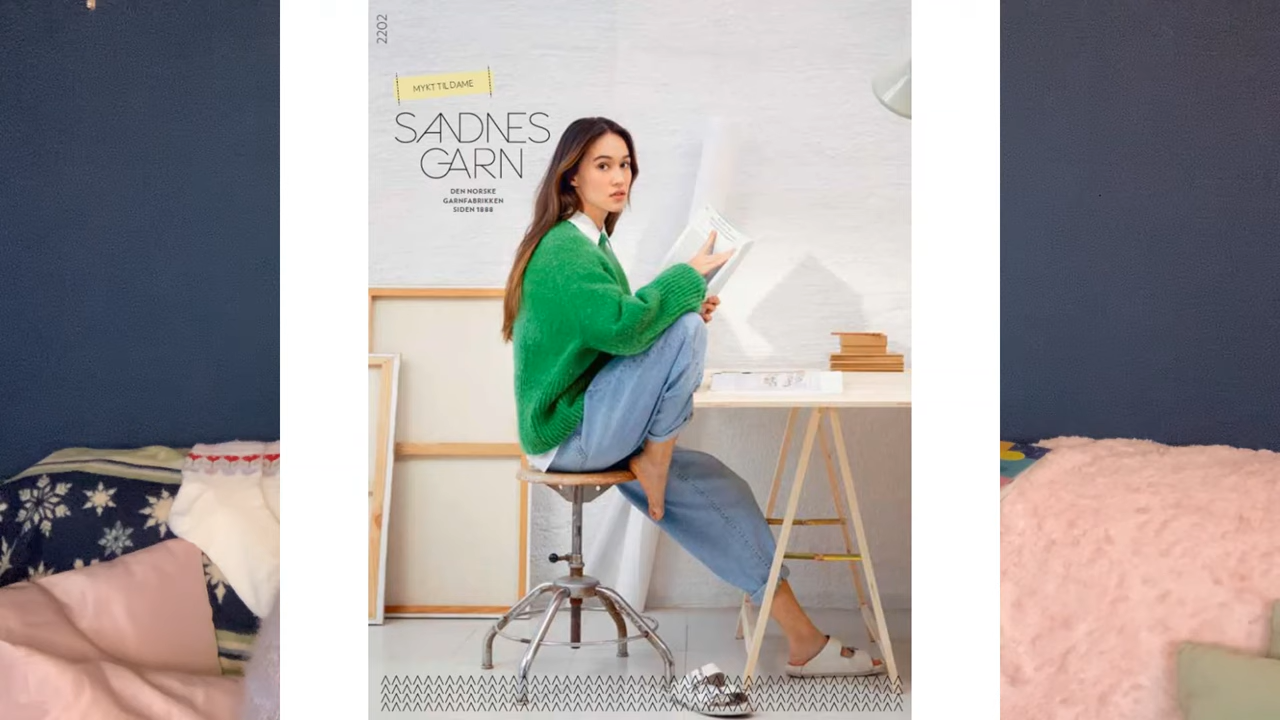 2202
MYKT TIL DAME
SANDNES
GARN
DEN NORSKE
GARNFABRIKKEN
SIDEN 1888